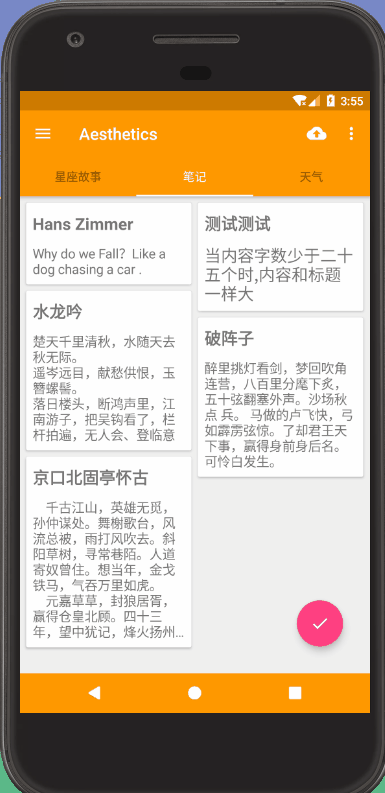 3:55
Aesthetics
星座故事
笔记
天气
Hans Zimmer
Why do we Fall? Like a
dog chasing a car .
水龙吟
楚天千里清秋，水随天去
秋无际。
遥岑远目，献愁供恨，玉
簪螺髻。
落日楼头，断鸿声里，江
南游子，把吴钩看了，栏
杆拍遍，无人会、登临意
京口北固亭怀古
千古江山，英雄无觅，
孙仲谋处。舞榭歌台，风
流总被，雨打风吹去。斜
阳草树，寻常巷陌。人道
寄奴曾住。想当年，金戈
铁马，气吞万里如虎。
元嘉草草，封狼居胥，
赢得仓皇北顾。四十三
年，望中犹记，烽火扬州...
测试测试
当内容字数少于二十
五个时,内容和标题
一样大
破阵子
醉里挑灯看剑，梦回吹角
连营，八百里分麾下炙，
五十弦翻塞外声。沙场秋
点 兵。 马做的卢飞快，弓
如霹雳弦惊。了却君王天
下事，赢得身前身后名。
可怜白发生。